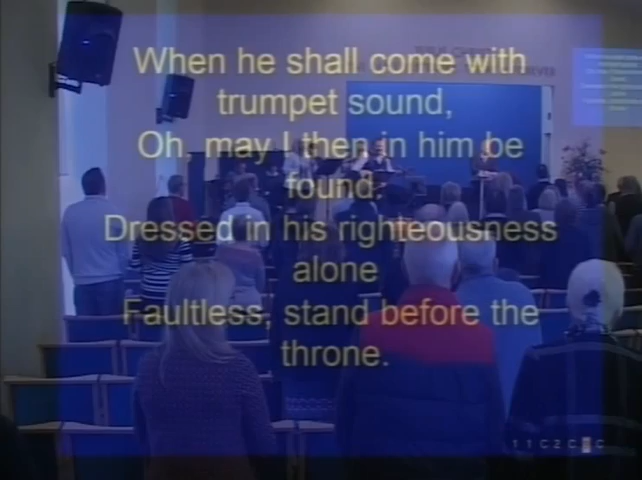 When he shall come with
trumpet sound,
Oh may I then in him be
found
Dressed in his righteousness
alone
Faultless, stand before the
throne.